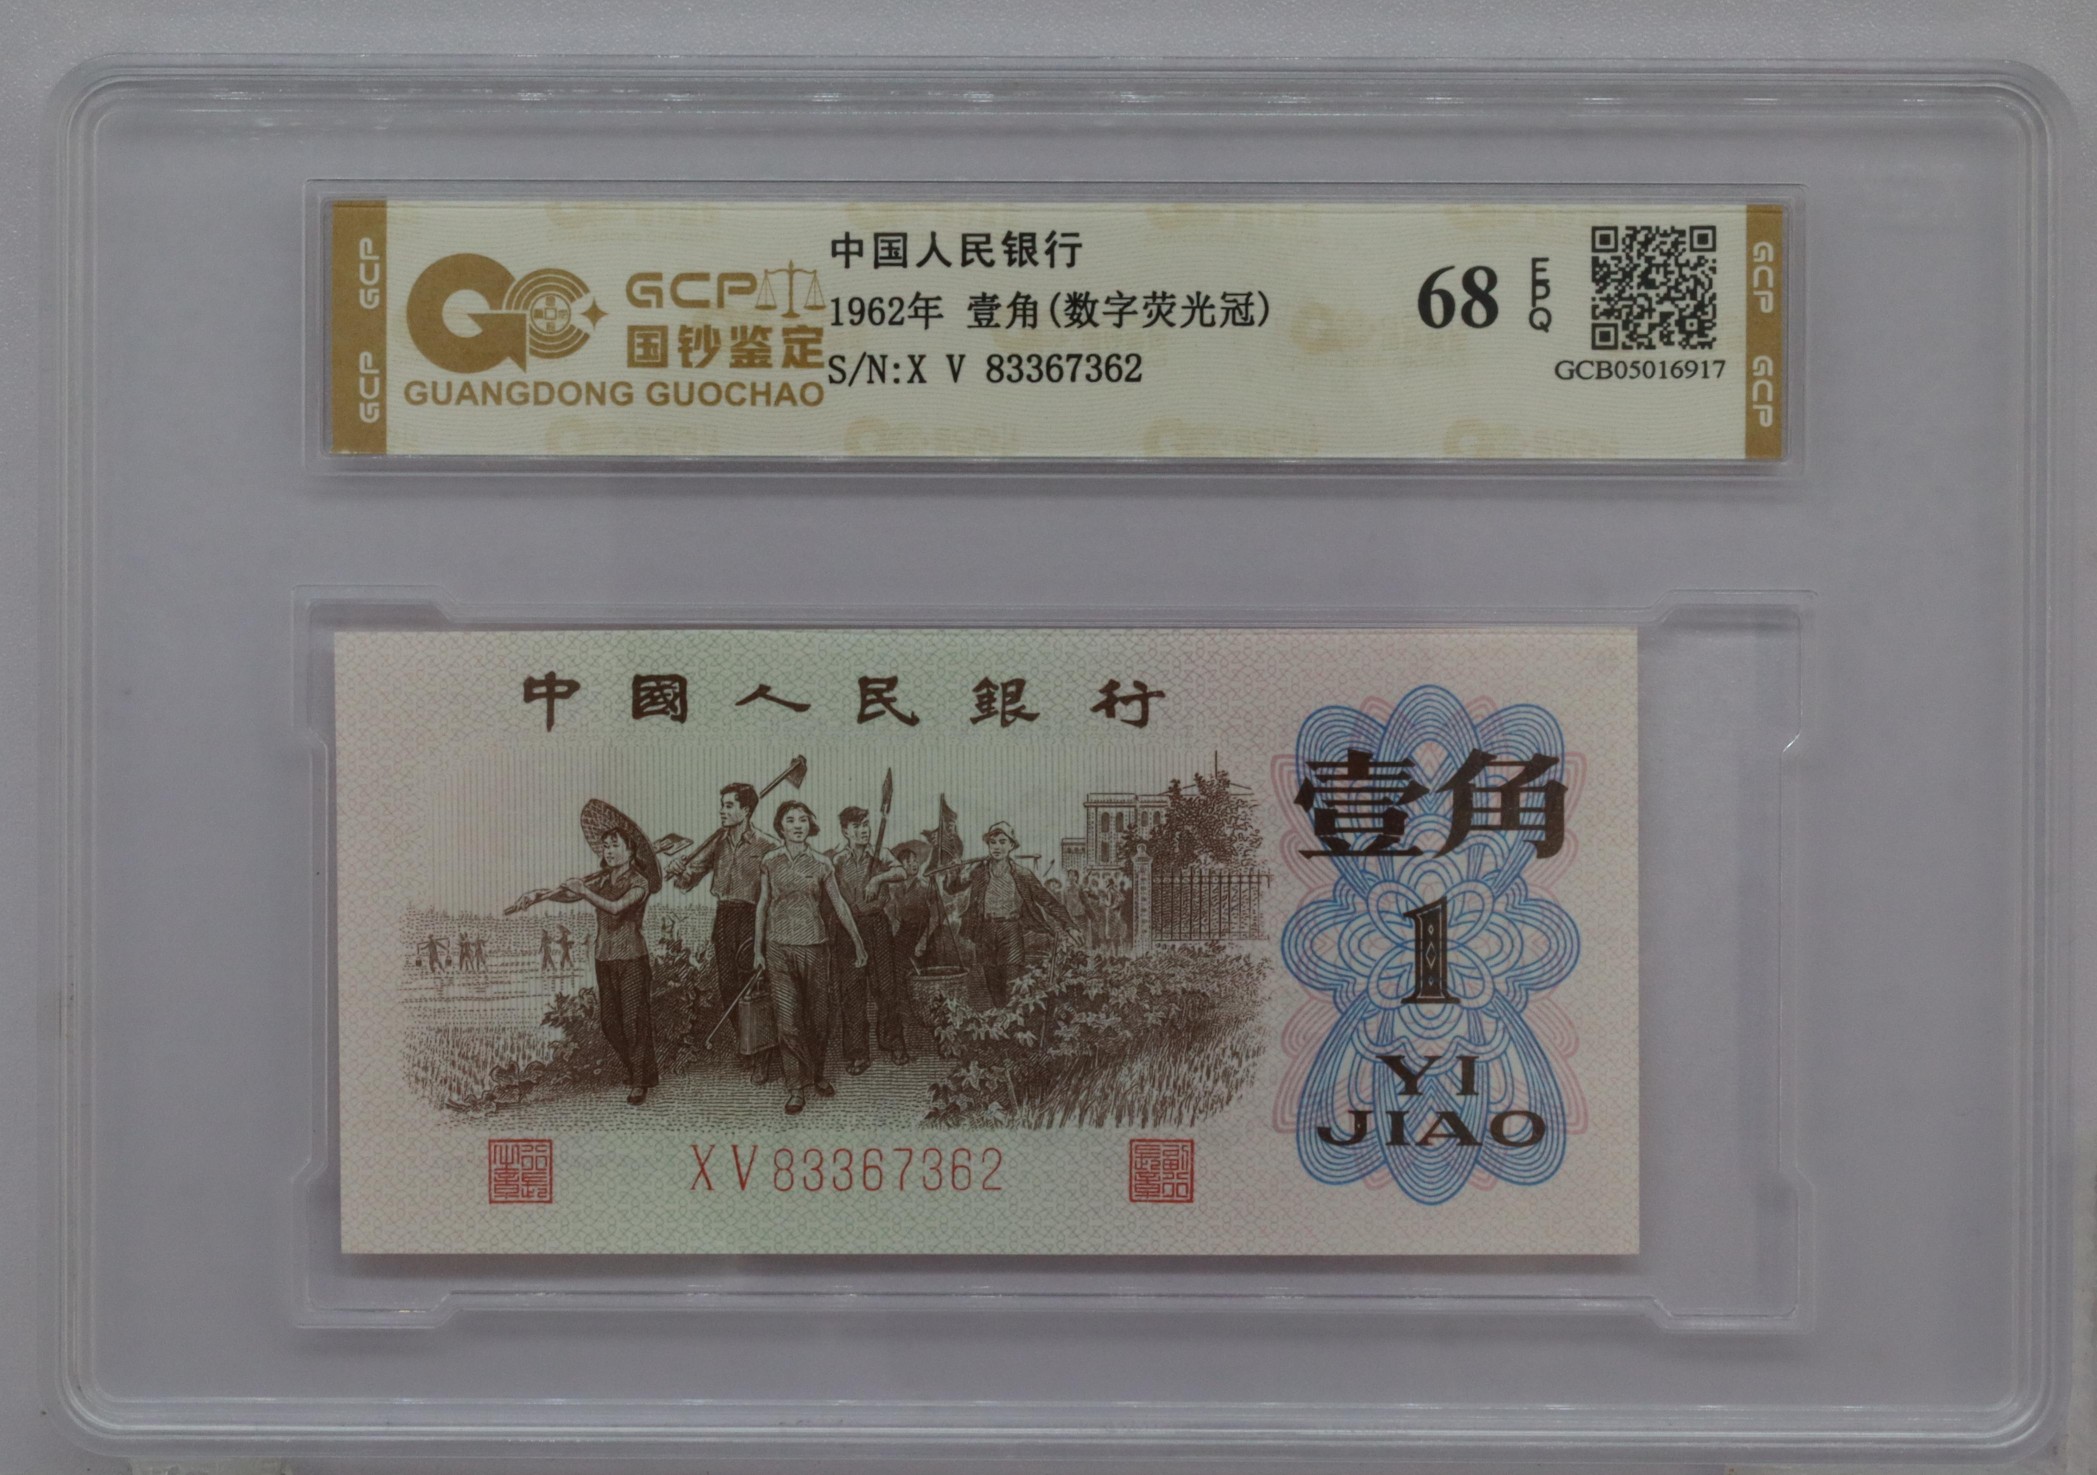 GCP
GCP
GCP
国钞鉴定
GUANGDONG GUOCHAO
中国人民银行
1962年 壹角(数字荧光冠)
S/N:X V 83367362
68
EPQ
GCB05016917
GCP
GCP
中國人民銀行
壹角
1
YI
JIAO
XV83367362